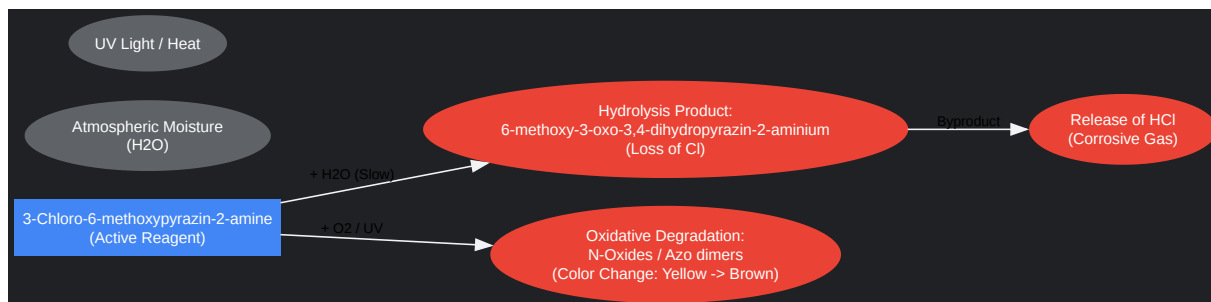 UV Light / Heat
Atmospheric Moisture
(H2O)
3-Chloro-6-methoxypyrazin-2-amine
(Active Reagent)
+ H2O (Slow)
+ O2 / UV
Hydrolysis Product:
6-methoxy-3-oxo-3,4-dihydropyrazin-2-aminium
(Loss of Cl)
Byproduct
Release of HCl
(Corrosive Gas)
Oxidative Degradation:
N-Oxides / Azo dimers
(Color Change: Yellow -> Brown)